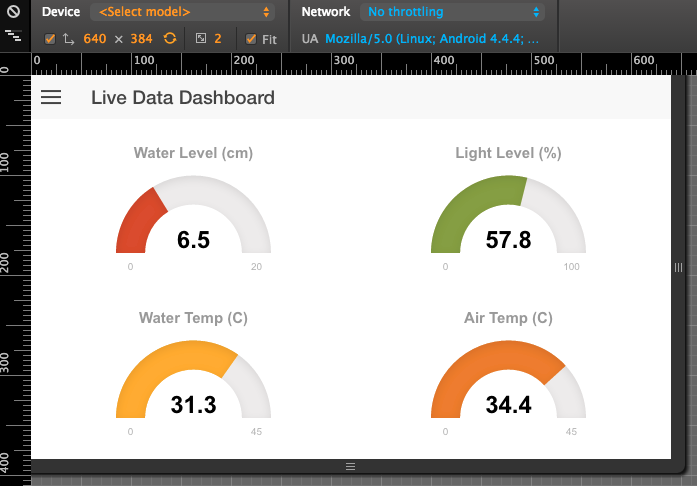 Device <Select model> Network No throttling
640 × 384 2 Fit UA Mozilla/5.0 (Linux; Android 4.4.4; ...
0 100 200 300 400 500 600
0
Live Data Dashboard
Water Level (cm) Light Level (%)
100
6.5 57.8
0 20 0 100
200
Water Temp (C) Air Temp (C)
300
31.3 34.4
0 45 0 45
400